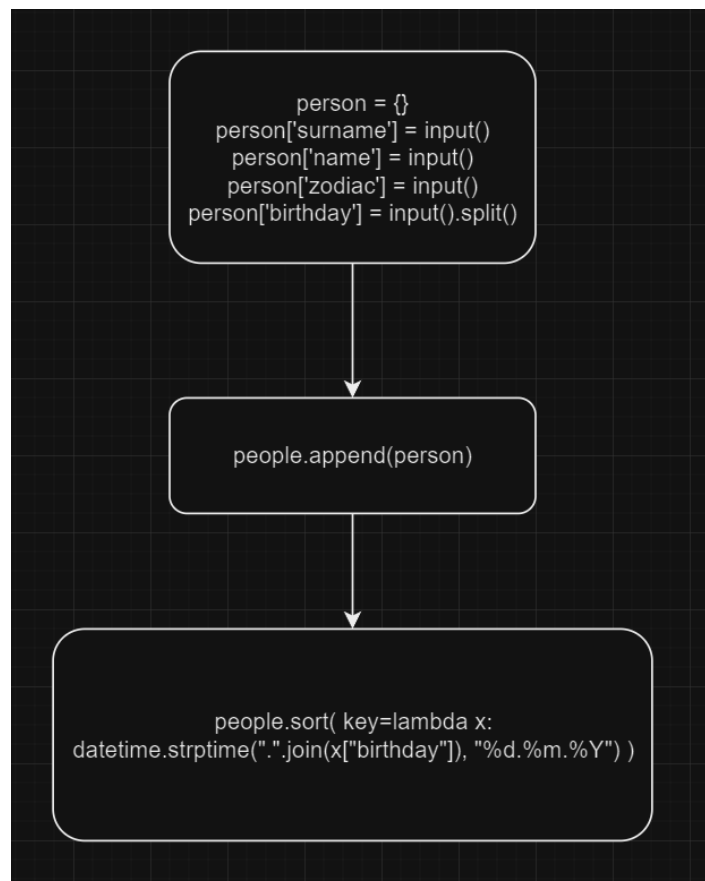 person = {}
person['surname'] = input()
person['name'] = input()
person['zodiac'] = input()
person['birthday'] = input().split()
people.append(person)
people.sort( key=lambda x:
datetime.strptime(".".join(x["birthday"]), "%d.%m.%Y") )